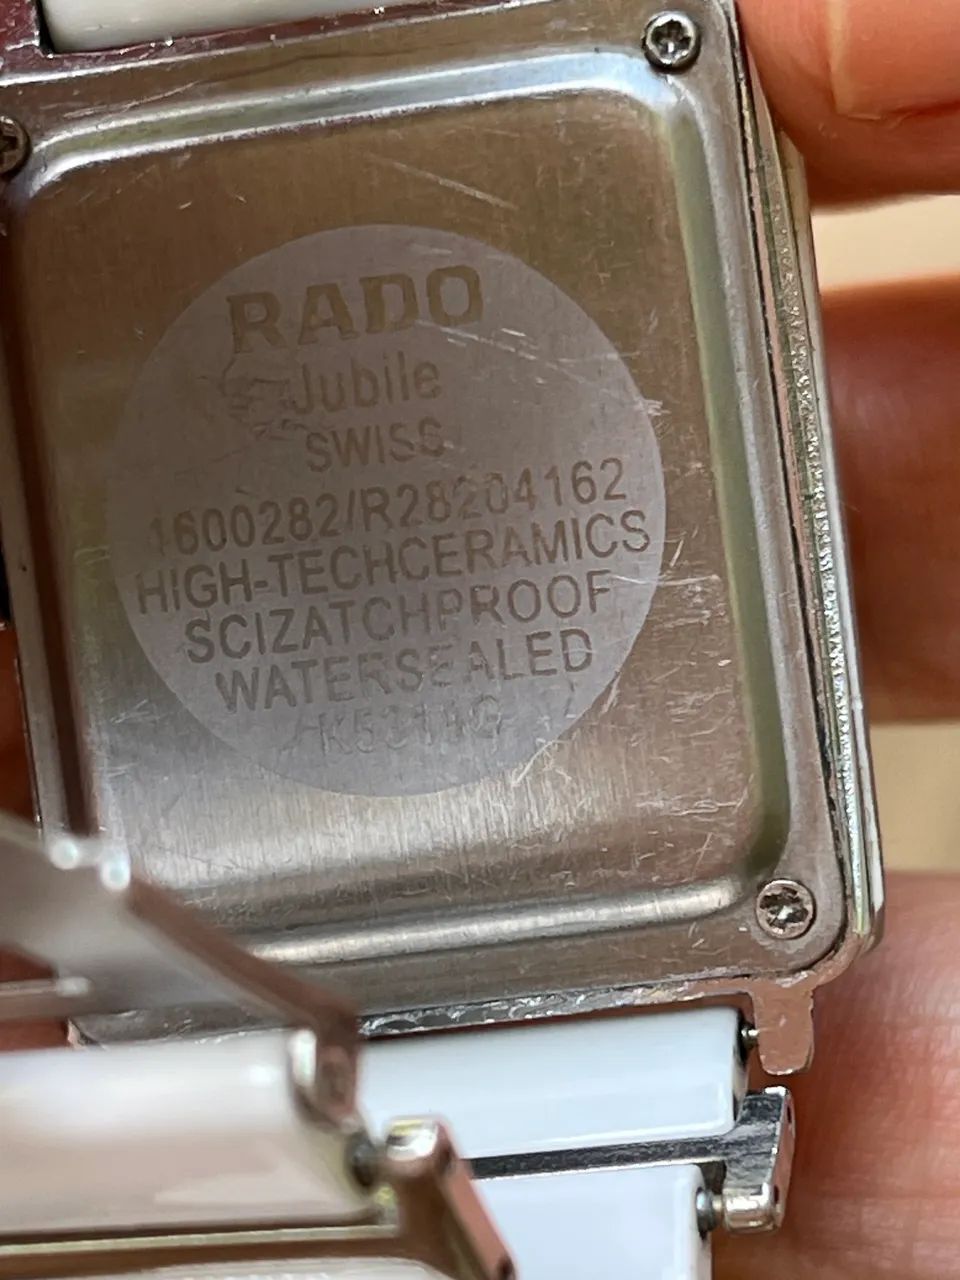 RADO
Jubile
SWISS
1600282/R28204162
HIGH-TECHCERAMICS
SCIZATCHPROOF
WATERSEALED